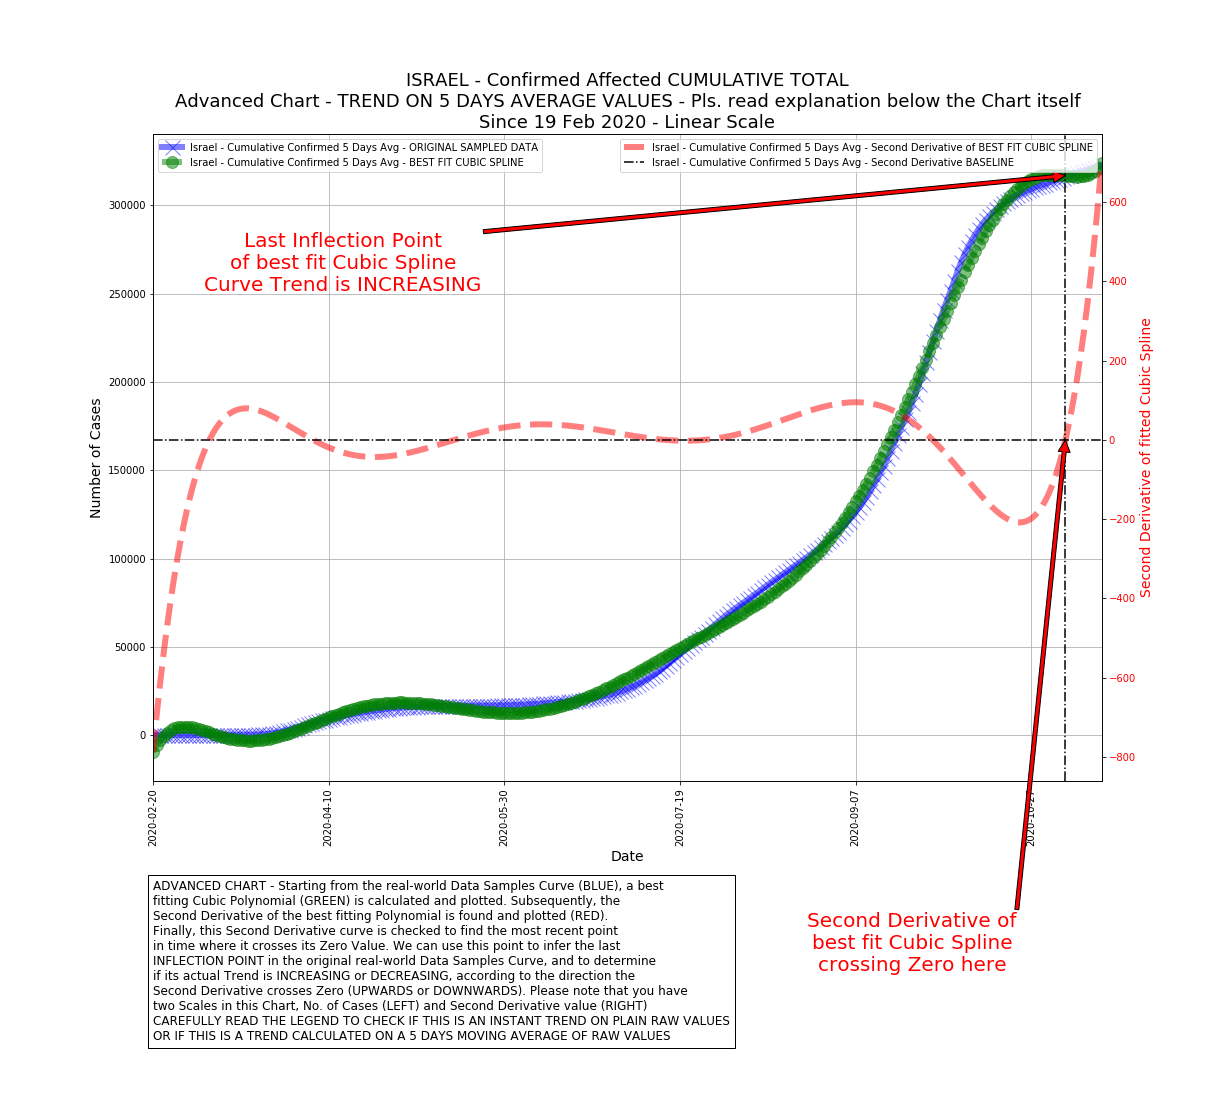 ISRAEL - Confirmed Affected CUMULATIVE TOTAL
Advanced Chart - TREND ON 5 DAYS AVERAGE VALUES - Pls. read explanation below the Chart itself
Since 19 Feb 2020 - Linear Scale
Israel - Cumulative Confirmed 5 Days Avg - ORIGINAL SAMPLED DATA
Israel - Cumulative Confirmed 5 Days Avg - BEST FIT CUBIC SPLINE
Israel - Cumulative Confirmed 5 Days Avg - Second Derivative of BEST FIT CUBIC SPLINE
Israel - Cumulative Confirmed 5 Days Avg - Second Derivative BASELINE
Last Inflection Point
of best fit Cubic Spline
Curve Trend is INCREASING
Number of Cases
300000
250000
200000
150000
100000
50000
0
600
400
200
0
−200
−400
−600
−800
Second Derivative of fitted Cubic Spline
2020-02-20
2020-04-10
2020-05-30
2020-07-19
2020-09-07
2020-10-27
Date
ADVANCED CHART - Starting from the real-world Data Samples Curve (BLUE), a best
fitting Cubic Polynomial (GREEN) is calculated and plotted. Subsequently, the
Second Derivative of the best fitting Polynomial is found and plotted (RED).
Finally, this Second Derivative curve is checked to find the most recent point
in time where it crosses its Zero Value. We can use this point to infer the last
INFLECTION POINT in the original real-world Data Samples Curve, and to determine
if its actual Trend is INCREASING or DECREASING, according to the direction the
Second Derivative crosses Zero (UPWARDS or DOWNWARDS). Please note that you have
two Scales in this Chart, No. of Cases (LEFT) and Second Derivative value (RIGHT)
CAREFULLY READ THE LEGEND TO CHECK IF THIS IS AN INSTANT TREND ON PLAIN RAW VALUES
OR IF THIS IS A TREND CALCULATED ON A 5 DAYS MOVING AVERAGE OF RAW VALUES
Second Derivative of
best fit Cubic Spline
crossing Zero here